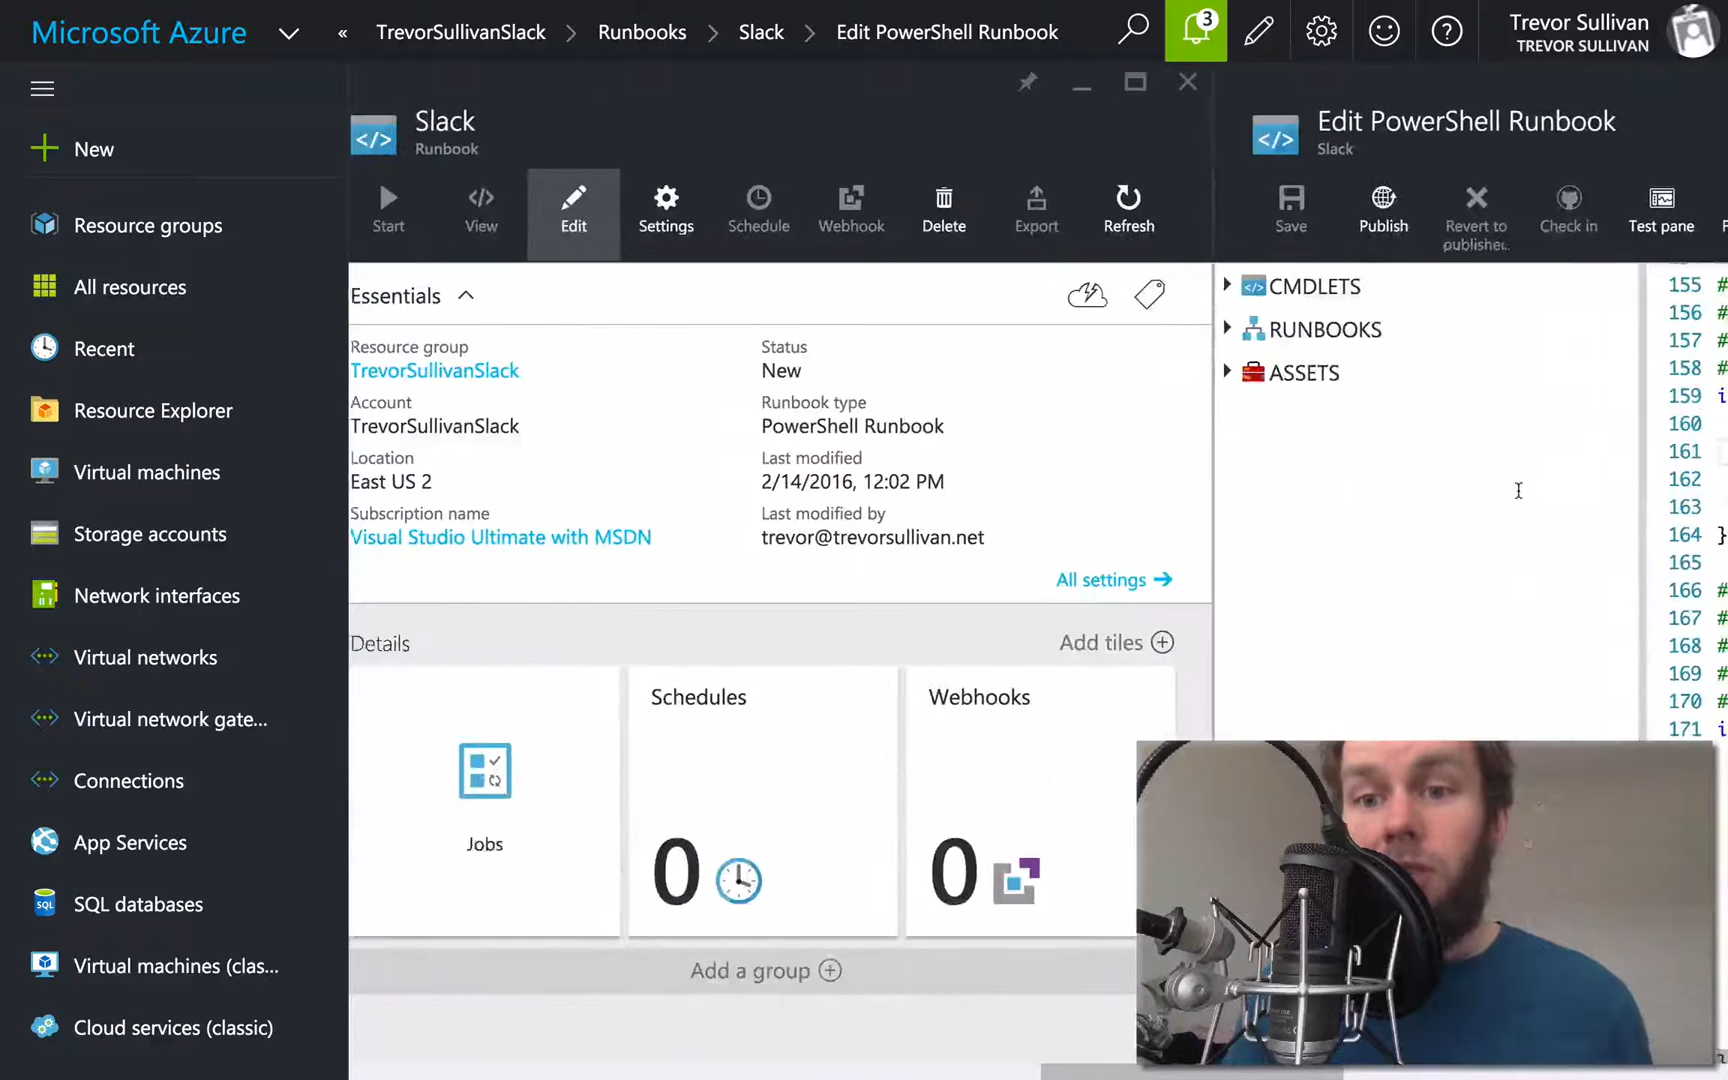 Microsoft Azure
«
TrevorSullivanSlack
Runbooks
Slack
Edit PowerShell Runbook
3
Trevor Sullivan
TREVOR SULLIVAN
New
Resource groups
All resources
Recent
Resource Explorer
Virtual machines
Storage accounts
Network interfaces
Virtual networks
Virtual network gate...
Connections
App Services
SQL
SQL databases
Virtual machines (clas...
Cloud services (classic)
Slack
Runbook
Start
View
Edit
Settings
Schedule
Webhook
Delete
Export
Refresh
Essentials
Resource group
TrevorSullivanSlack
Account
TrevorSullivanSlack
Location
East US 2
Subscription name
Visual Studio Ultimate with MSDN
Status
New
Runbook type
PowerShell Runbook
Last modified
2/14/2016, 12:02 PM
Last modified by
trevor@trevorsullivan.net
All settings
Details
Add tiles
Jobs
Schedules
0
Webhooks
0
Add a group
Edit PowerShell Runbook
Slack
Save
Publish
Revert to
publishe..
Check in
Test pane
CMDLETS
RUNBOOKS
ASSETS
155 #
156 #
157 #
158 #
159 i
160
161
162
163
164 }
165
166 #
167 #
168 #
169 #
170 #
171 i